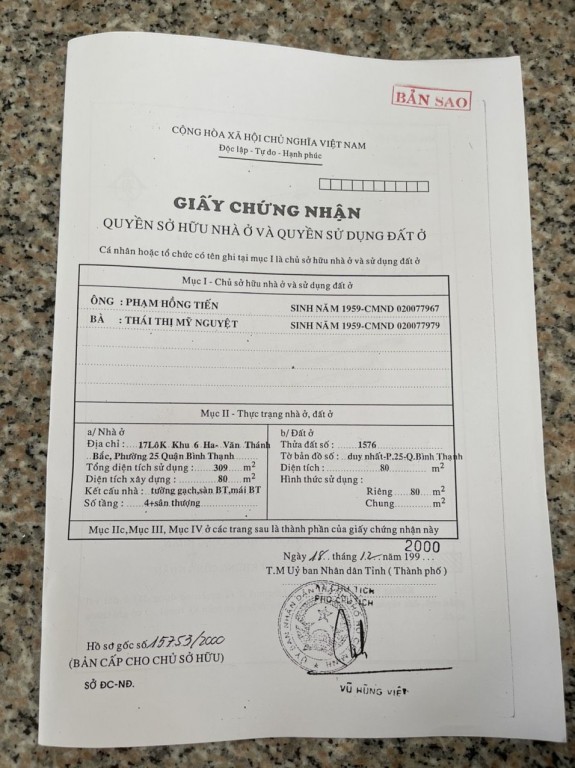 BẢN SAO
CỘNG HÒA XÃ HỘI CHỦ NGHĨA VIỆT NAM
Độc lập - Tự do - Hạnh phúc
GIẤY CHỨNG NHẬN
QUYỀN SỞ HỮU NHÀ Ở VÀ QUYỀN SỬ DỤNG ĐẤT Ở
Cá nhân hoặc tổ chức có tên ghi tại mục I là chủ sở hữu nhà ở và sử dụng đất ở
Mục I - Chủ sở hữu nhà ở và sử dụng đất ở
ÔNG : PHẠM HỒNG TIẾN SINH NĂM 1959-CMND 020077967
BÀ : THÁI THỊ MỸ NGUYỆT SINH NĂM 1959-CMND 020077979
Mục II - Thực trạng nhà ở, đất ở
a/ Nhà ở
Địa chỉ : 17LôK Khu 6 Ha- Văn Thánh
Bắc, Phường 25 Quận Bình Thạnh
Tổng diện tích sử dụng : 309 m2
Diện tích xây dựng : 80 m2
Kết cấu nhà : tường gạch,sàn BT,mái BT
Số tầng : 4+sân thượng
b/ Đất ở
Thửa đất số : 1576
Tờ bản đồ số : duy nhất-P.25-Q.Bình Thạnh
Diện tích : 80 m2
Hình thức sử dụng :
Riêng 80 m2
Chung m2
Mục IIc,Mục III, Mục IV ở các trang sau là thành phần của giấy chứng nhận này
2000
Ngày 18 tháng 12 năm 199
T.M Uỷ ban Nhân dân Tỉnh ( Thành phố )
CHỦ TỊCH
PHÓ CHỦ TỊCH
Hồ sơ gốc số 15753/2000
(BẢN CẤP CHO CHỦ SỞ HỮU)
SỞ ĐC-NĐ.
VŨ HÙNG VIỆT